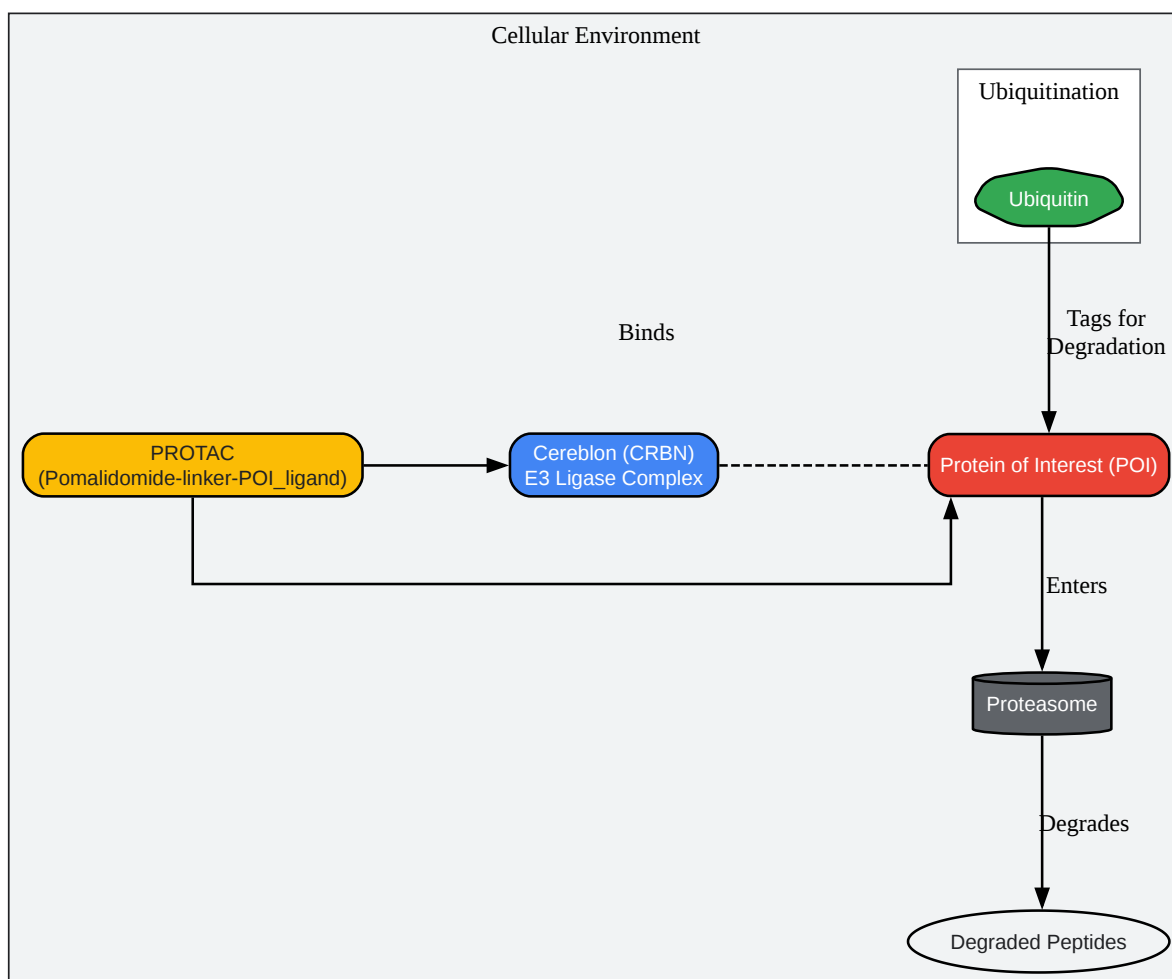 Cellular Environment
Ubiquitination
Ubiquitin
Tags for
Degradation
Binds
PROTAC
(Pomalidomide-linker-POI_ligand)
Cereblon (CRBN)
E3 Ligase Complex
Protein of Interest (POI)
Enters
Proteasome
Degrades
Degraded Peptides